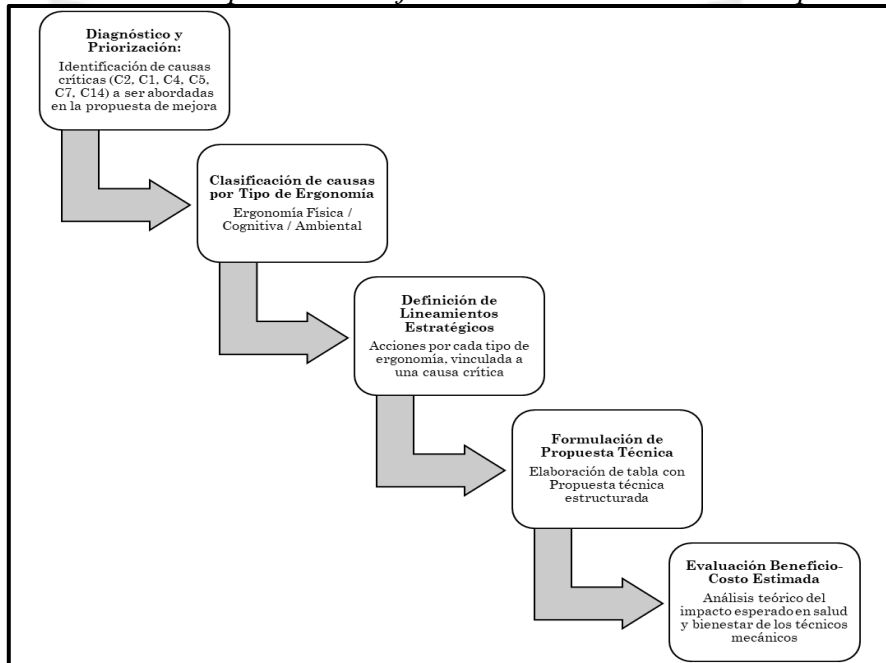 Diagnóstico y
Priorización:
Identificación de causas
críticas (C2, C1, C4, C5,
C7, C14) a ser abordadas
en la propuesta de mejora
Clasificación de causas
por Tipo de Ergonomía
Ergonomía Física /
Cognitiva / Ambiental
Definición de
Lineamientos
Estratégicos
Acciones por cada tipo de
ergonomía, vinculada a
una causa crítica
Formulación de
Propuesta Técnica
Elaboración de tabla con
Propuesta técnica
estructurada
Evaluación Beneficio-
Costo Estimada
Análisis teórico del
impacto esperado en salud
y bienestar de los técnicos
mecánicos